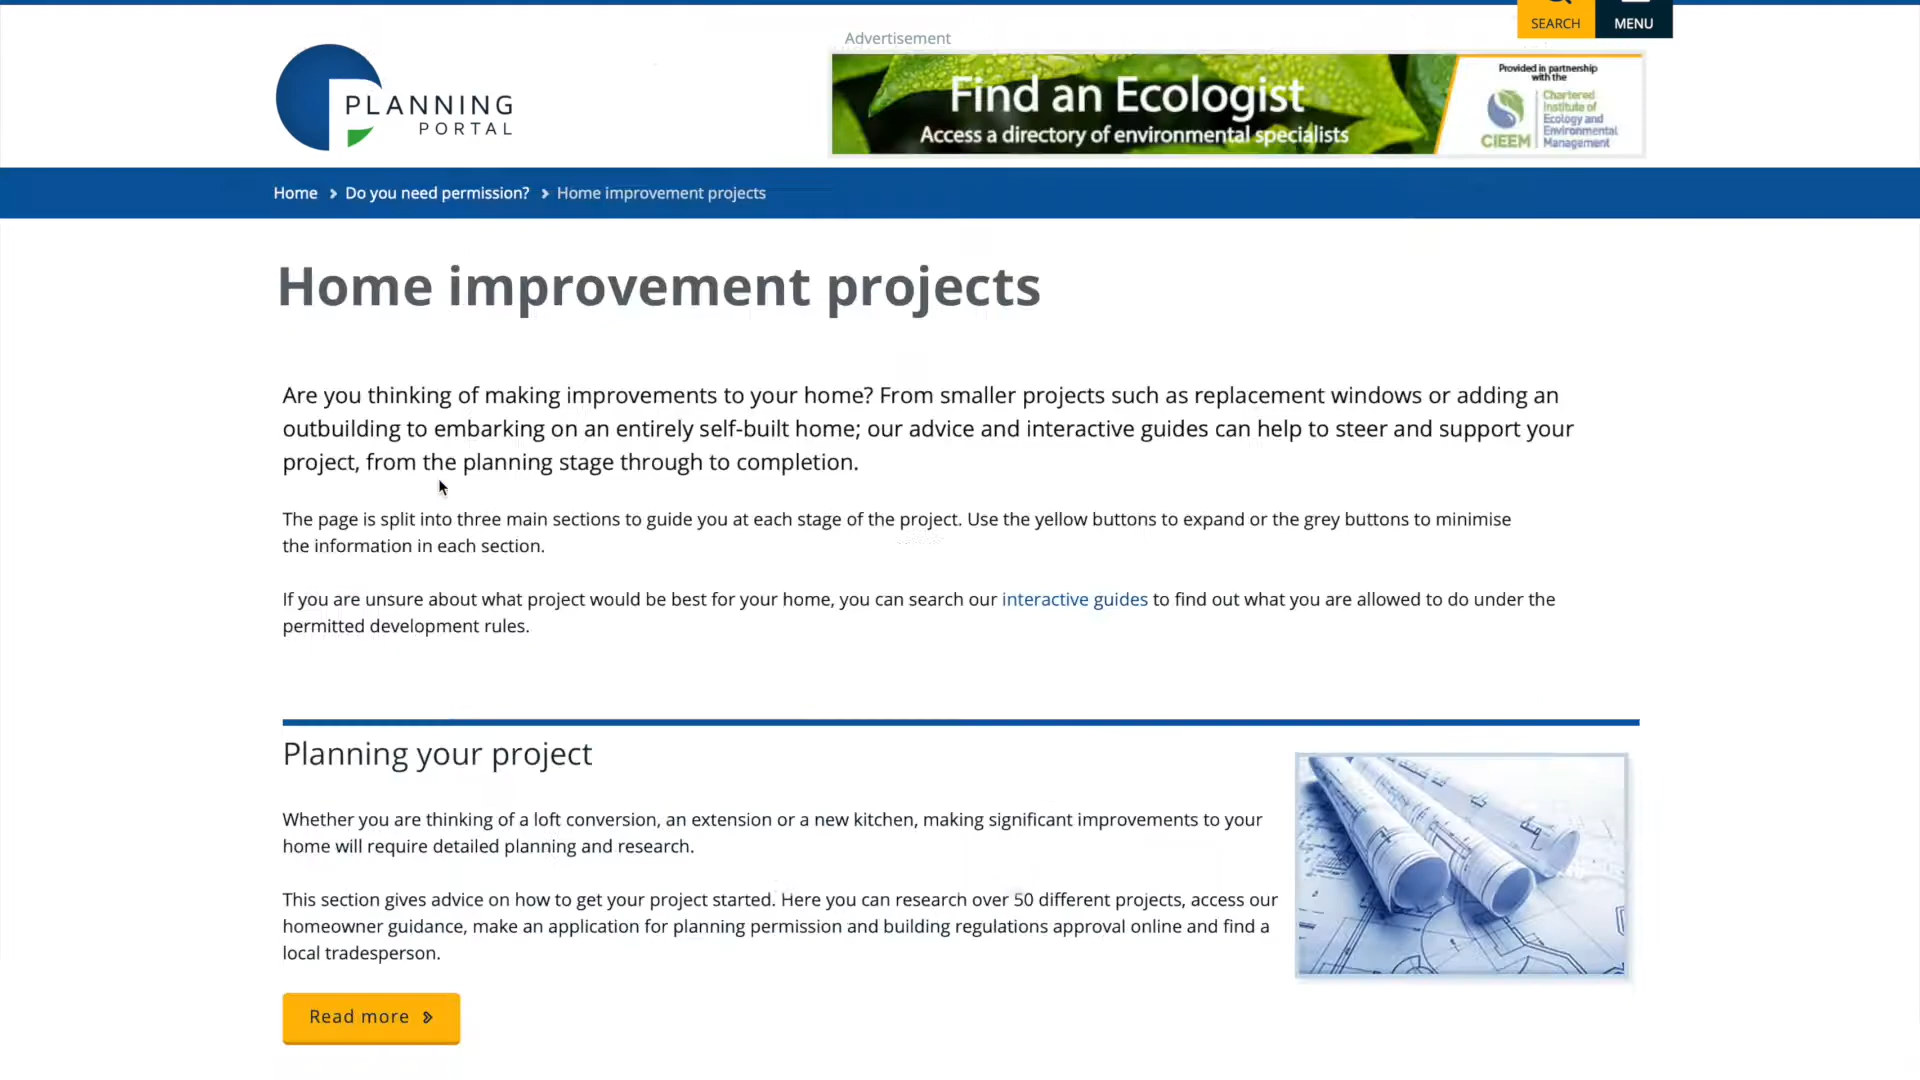 SEARCH
MENU
Advertisement
PLANNING
PORTAL
Find an Ecologist
Access a directory of environmental specialists
Provided in partnership
with the
CIEEM
Chartered
Institute of
Ecology and
Environmental
Management
Home
Do you need permission?
Home improvement projects
Home improvement projects
Are you thinking of making improvements to your home? From smaller projects such as replacement windows or adding an
outbuilding to embarking on an entirely self-built home; our advice and interactive guides can help to steer and support your
project, from the planning stage through to completion.
The page is split into three main sections to guide you at each stage of the project. Use the yellow buttons to expand or the grey buttons to minimise
the information in each section.
If you are unsure about what project would be best for your home, you can search our interactive guides to find out what you are allowed to do under the
permitted development rules.
Planning your project
Whether you are thinking of a loft conversion, an extension or a new kitchen, making significant improvements to your
home will require detailed planning and research.
This section gives advice on how to get your project started. Here you can research over 50 different projects, access our
homeowner guidance, make an application for planning permission and building regulations approval online and find a
local tradesperson.
Read more